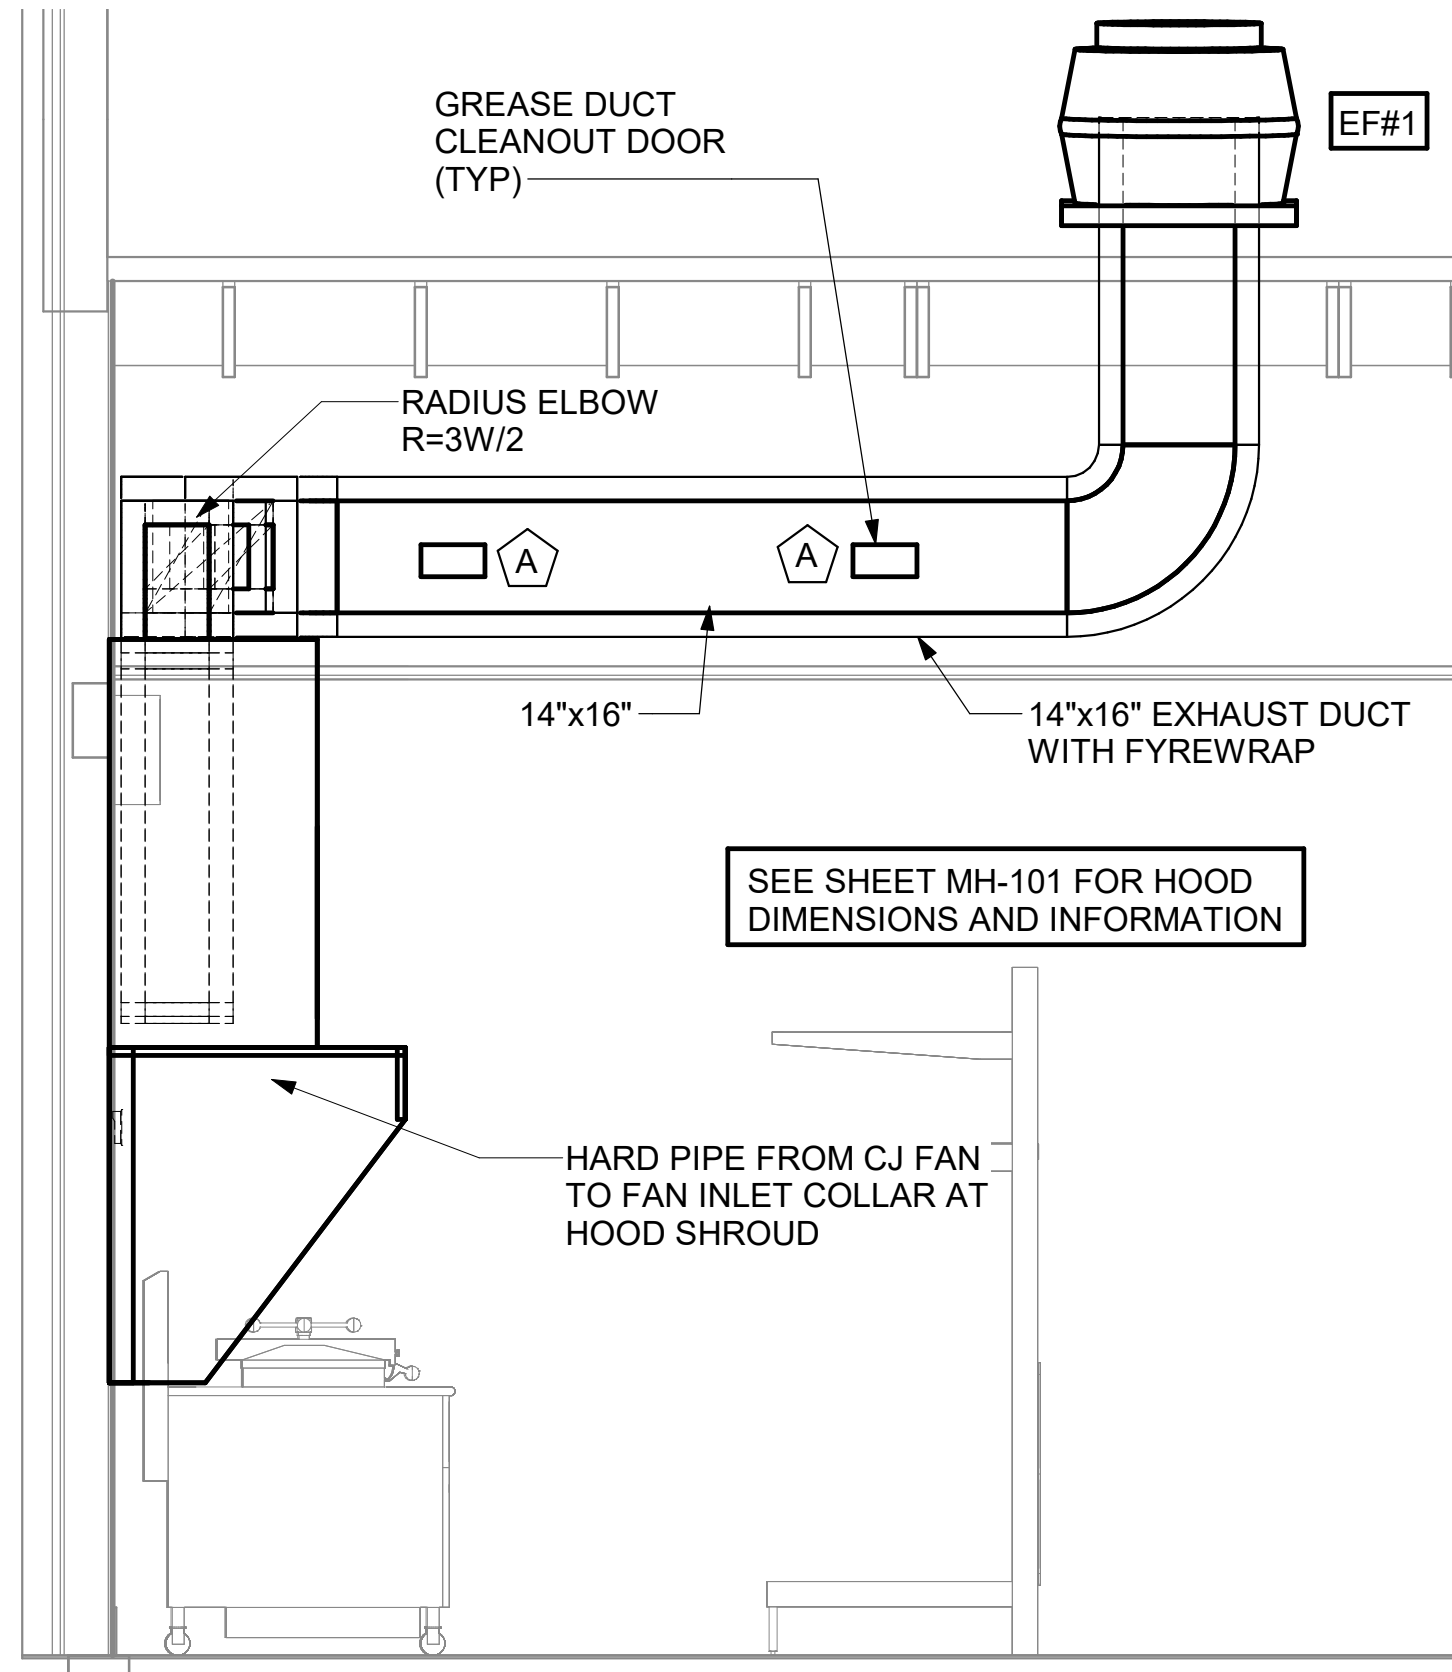 GREASE DUCT
CLEANOUT DOOR
(TYP)
EF#1
RADIUS ELBOW
R=3W/2
A
A
14"x16"
14"x16" EXHAUST DUCT
WITH FYREWRAP
SEE SHEET MH-101 FOR HOOD
DIMENSIONS AND INFORMATION
HARD PIPE FROM CJ FAN
TO FAN INLET COLLAR AT
HOOD SHROUD